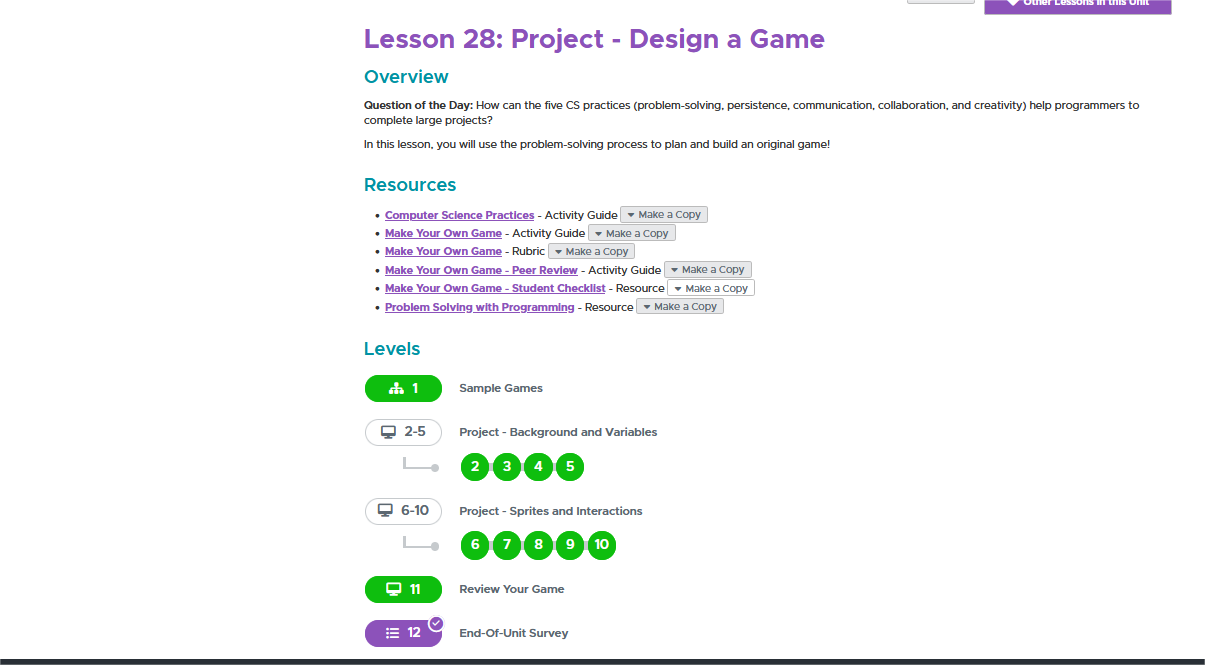 Other Lessons in this Unit
Lesson 28: Project - Design a Game
Overview
Question of the Day: How can the five CS practices (problem-solving, persistence, communication, collaboration, and creativity) help programmers to
complete large projects?
In this lesson, you will use the problem-solving process to plan and build an original game!
Resources
Computer Science Practices - Activity Guide Make a Copy
Make Your Own Game - Activity Guide Make a Copy
Make Your Own Game - Rubric Make a Copy
Make Your Own Game - Peer Review - Activity Guide Make a Copy
Make Your Own Game - Student Checklist - Resource Make a Copy
Problem Solving with Programming - Resource Make a Copy
Levels
1 Sample Games
2-5 Project - Background and Variables
2 3 4 5
6-10 Project - Sprites and Interactions
6 7 8 9 10
11 Review Your Game
12 End-Of-Unit Survey